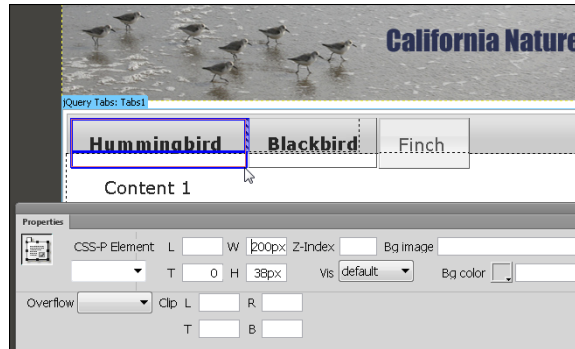 California Nature
jQuery Tabs: Tabs1
Hummingbird Blackbird Finch
Content 1
Properties
CSS-P Element L W 200px Z-Index Bg image
T 0 H 38px Vis default Bg color
Overflow Clip L R
T B